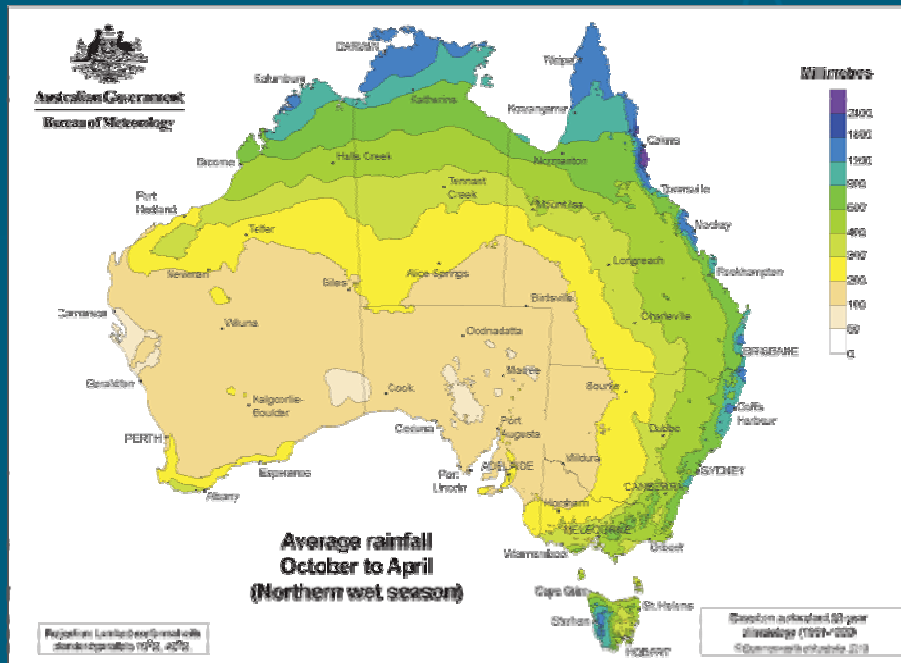 Australian Government
Bureau of Meteorology
Millimetres
DARWIN
Weipa
Kalumburu
Katherine
Kowanyama
Cairns
Broome
Halls Creek
Normanton
Townsville
Port
Hedland
Tennant
Creek
Mount Isa
Mackay
Telfer
Newman
Alice Springs
Longreach
Rockhampton
Giles
Birdsville
Carnarvon
Wiluna
Oodnadatta
Charleville
BRISBANE
Geraldton
Kalgoorlie-
Boulder
Cook
Marree
Bourke
Coffs
Harbour
PERTH
Ceduna
Port
Augusta
Dubbo
Esperance
Albany
Port
Lincoln
ADELAIDE
Mildura
SYDNEY
CANBERRA
Horsham
MELBOURNE
Warrnambool
Orbost
Average rainfall
October to April
(Northern wet season)
Cape Grim
St. Helens
Strahan
HOBART
1200
600
400
300
200
100
50
0